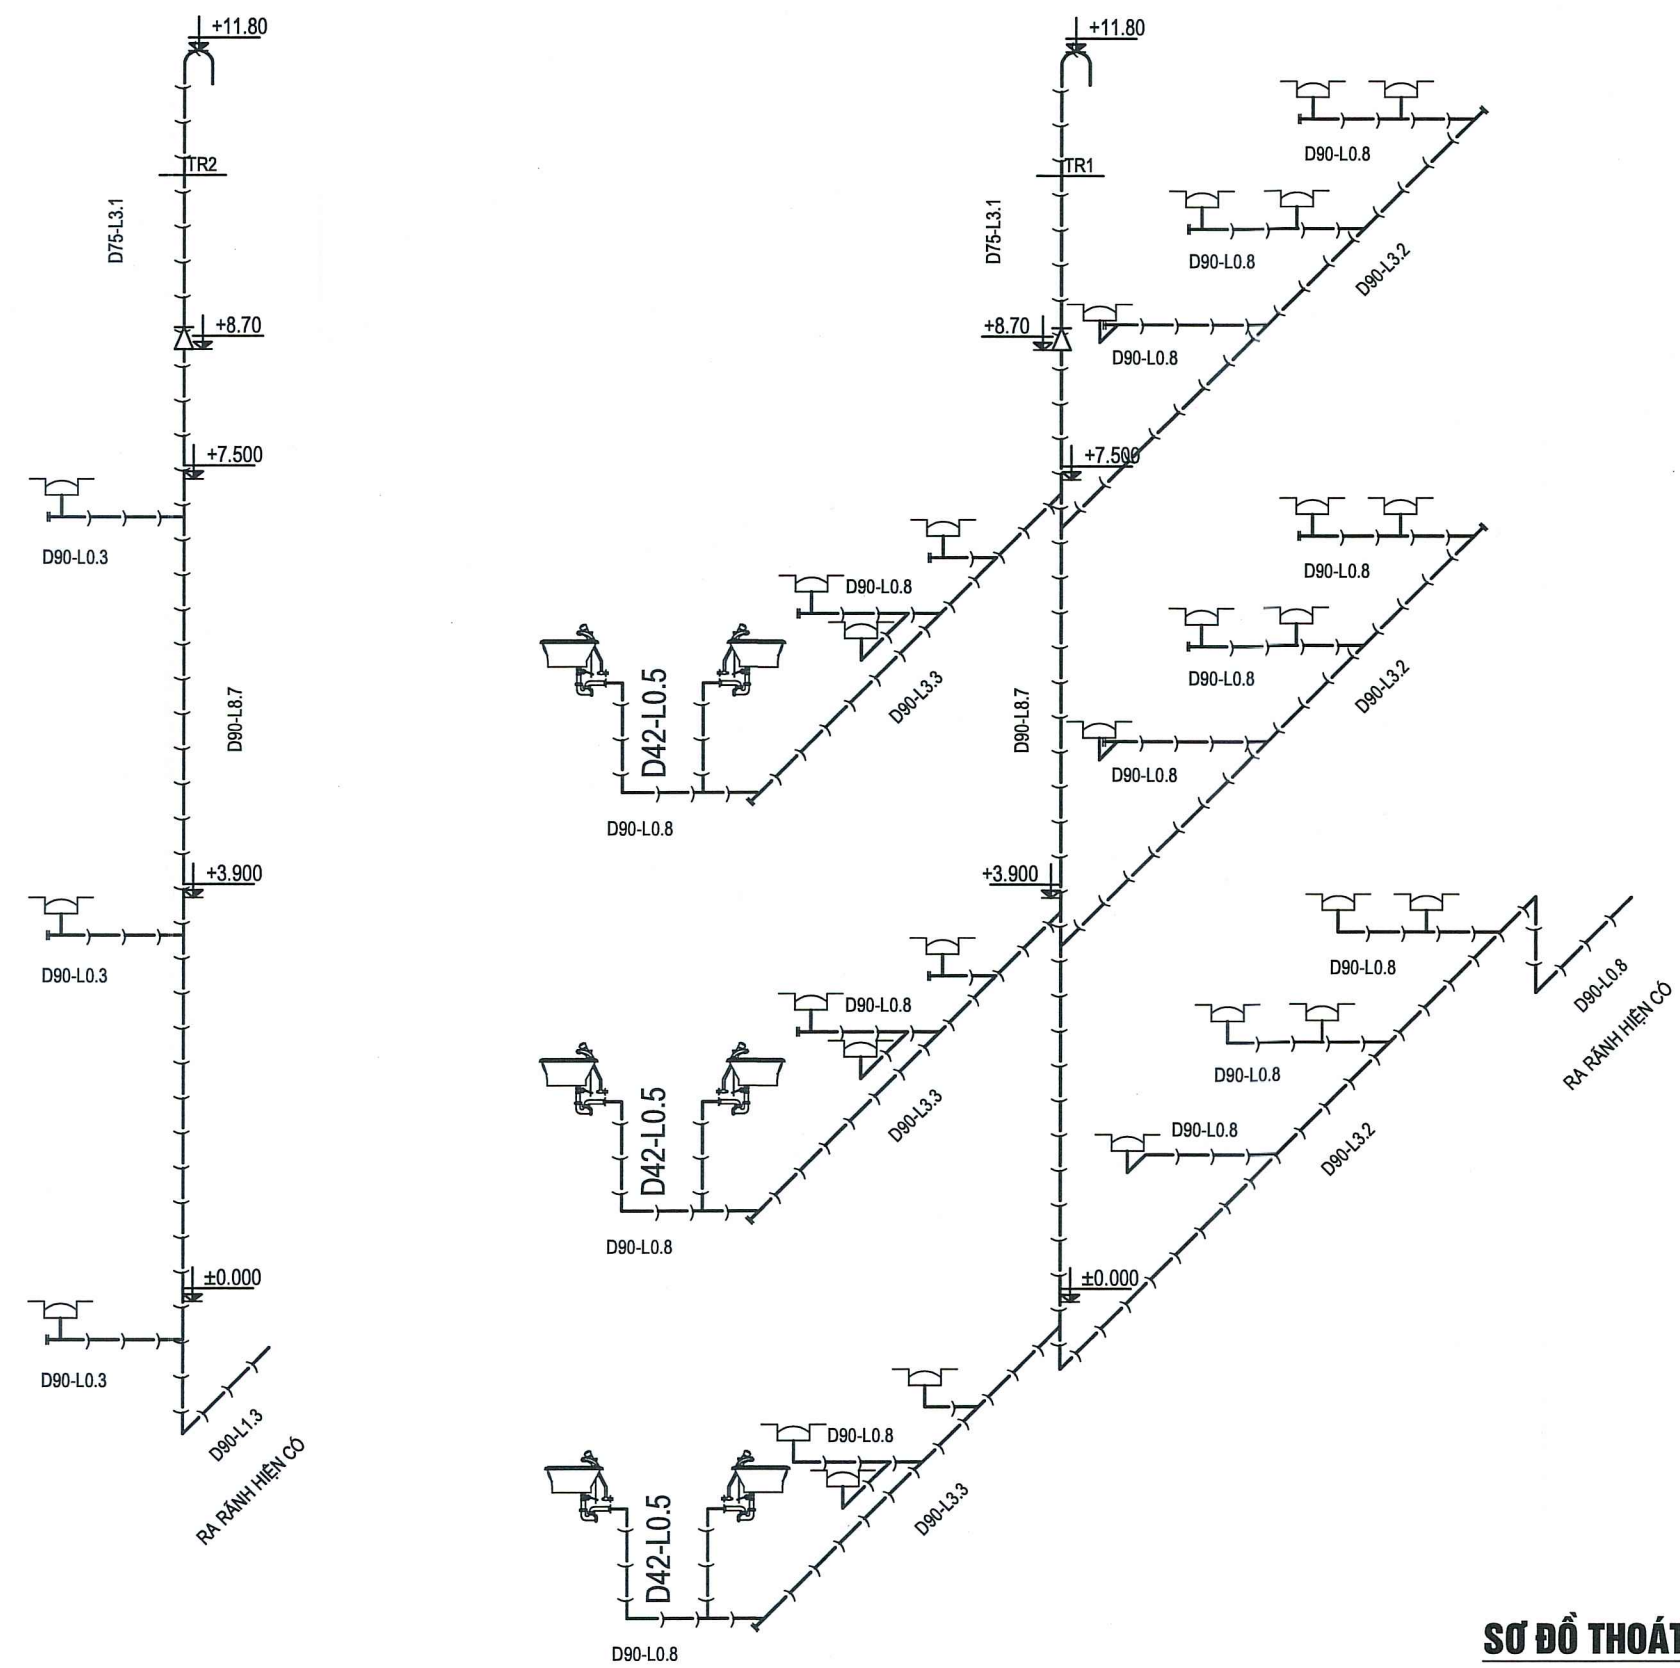 +11.80
TR2
D75-L3.1
+8.70
+7.500
D90-L0.3
D90-L8.7
+3.900
D90-L0.3
±0.000
D90-L0.3
D90-L1.3
RA RÃNH HIỆN CÓ
+11.80
TR1
D75-L3.1
+8.70
D90-L0.8
D90-L0.8
D90-L3.2
D90-L0.8
+7.500
D90-L0.8
D90-L3.3
D42-L0.5
D90-L0.8
D90-L8.7
D90-L0.8
D90-L0.8
D90-L3.2
D90-L0.8
+3.900
D90-L0.8
D90-L3.3
D42-L0.5
D90-L0.8
D90-L0.8
D90-L0.8
RA RÃNH HIỆN CÓ
D90-L0.8
D90-L0.8
D90-L3.2
±0.000
D90-L0.8
D90-L3.3
D42-L0.5
D90-L0.8
SƠ ĐỒ THOÁT